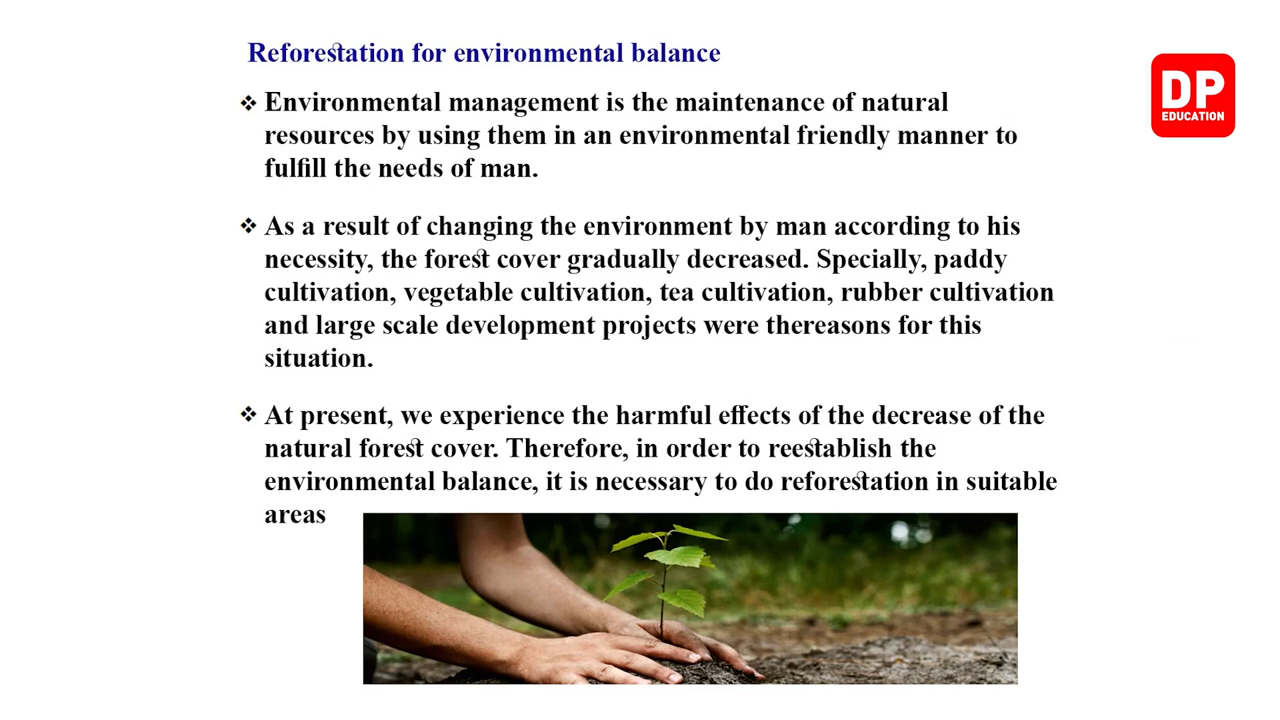 Reforestation for environmental balance
DP
EDUCATION
❖ Environmental management is the maintenance of natural
resources by using them in an environmental friendly manner to
fulfill the needs of man.
❖ As a result of changing the environment by man according to his
necessity, the forest cover gradually decreased. Specially, paddy
cultivation, vegetable cultivation, tea cultivation, rubber cultivation
and large scale development projects were thereasons for this
situation.
❖ At present, we experience the harmful effects of the decrease of the
natural forest cover. Therefore, in order to reestablish the
environmental balance, it is necessary to do reforestation in suitable
areas